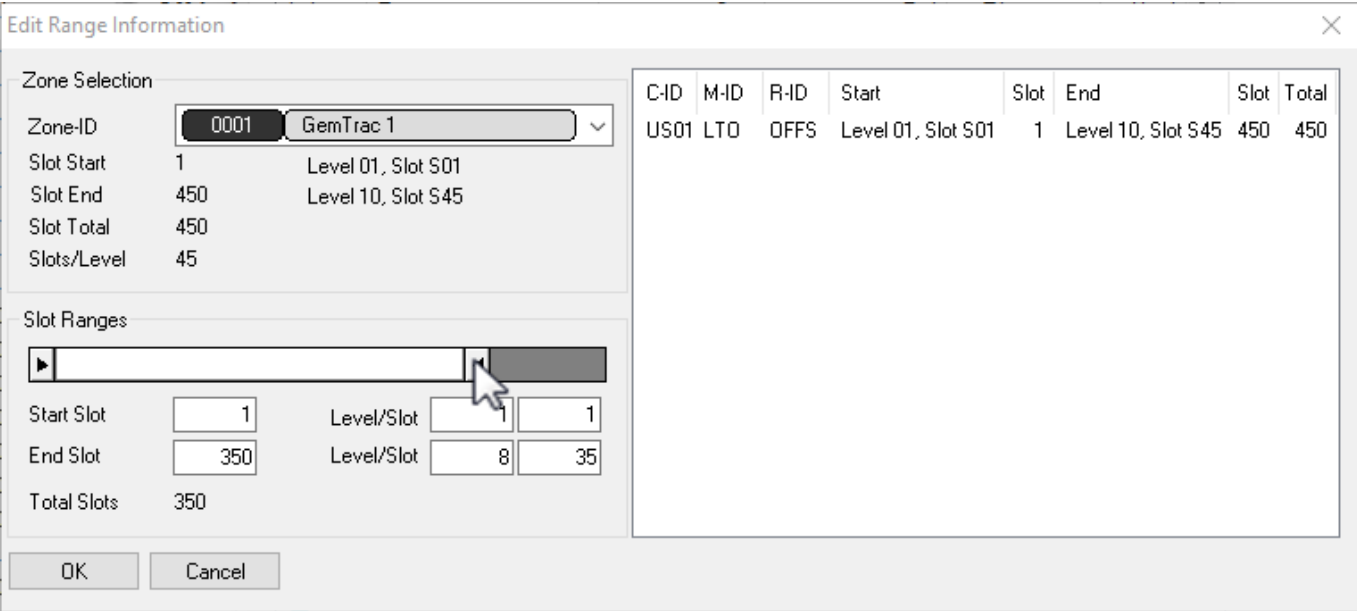 Edit Range Information
Zone Selection
Zone-ID 0001 GemTrac 1
Slot Start 1 Level 01, Slot S01
Slot End 450 Level 10, Slot S45
Slot Total 450
Slots/Level 45
Slot Ranges
Start Slot 1 Level/Slot 1 1
End Slot 350 Level/Slot 8 35
Total Slots 350
OK Cancel
C-ID M-ID R-ID Start Slot End Slot Total
US01 LTO OFFS Level 01, Slot S01 1 Level 10, Slot S45 450 450